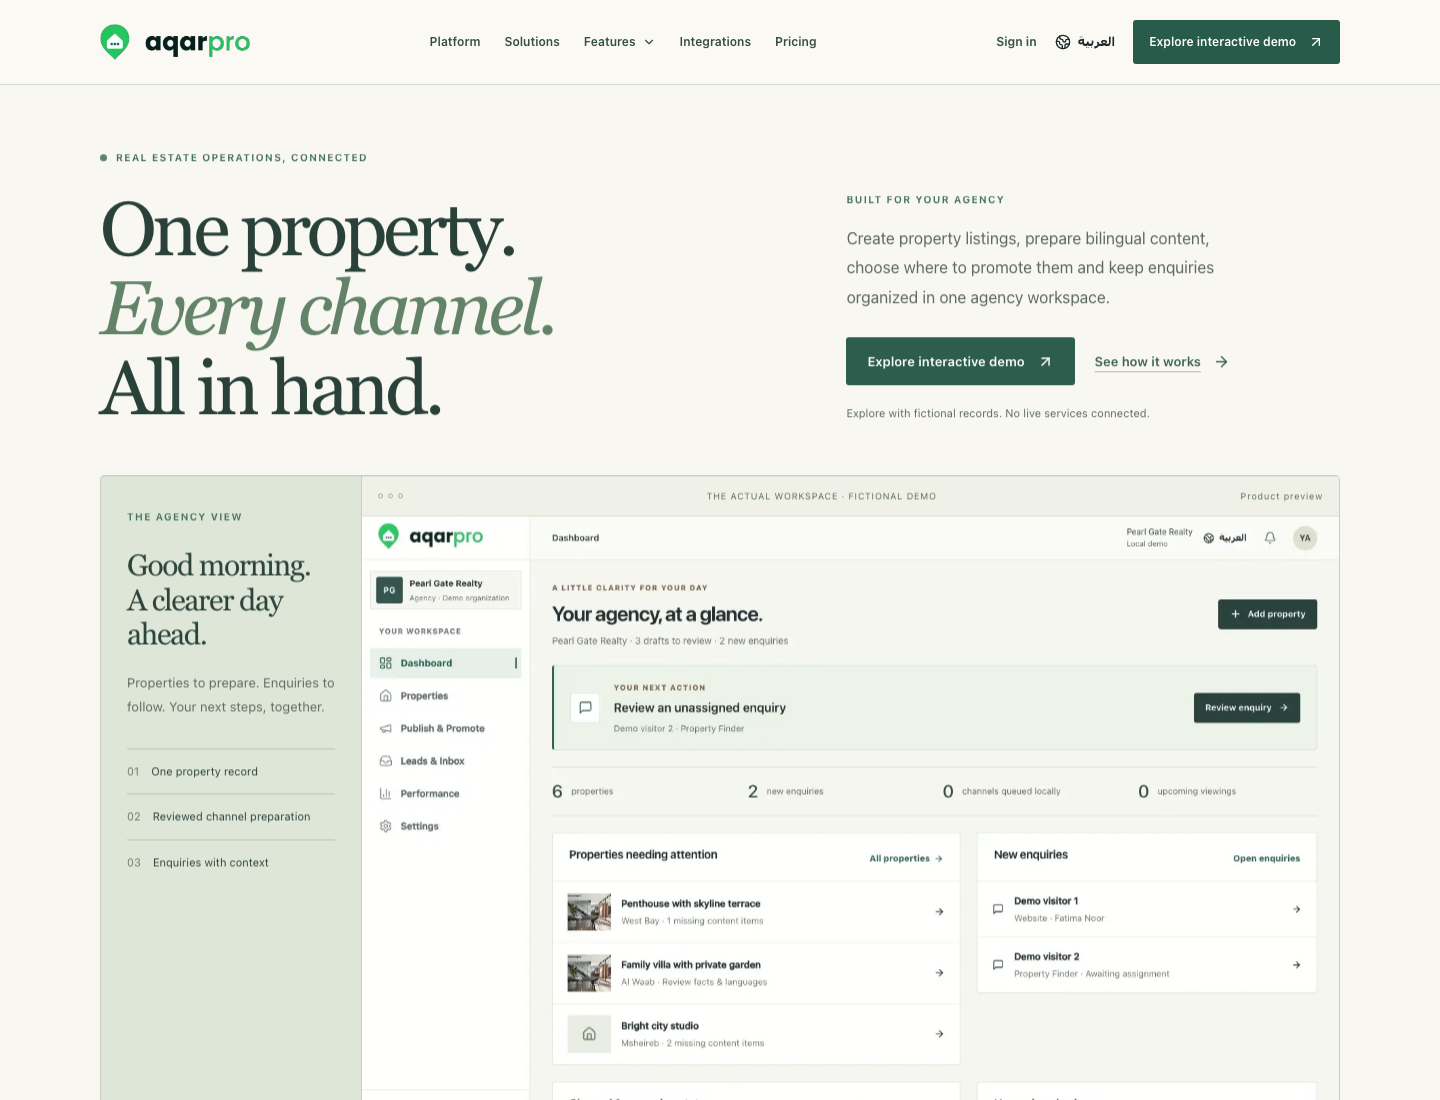 aqarpro
Platform
Solutions
Features
Integrations
Pricing
Sign in
العربية
Explore interactive demo
REAL ESTATE OPERATIONS, CONNECTED
One property.
Every channel.
All in hand.
BUILT FOR YOUR AGENCY
Create property listings, prepare bilingual content,
choose where to promote them and keep enquiries
organized in one agency workspace.
Explore interactive demo
See how it works
Explore with fictional records. No live services connected.
THE AGENCY VIEW
Good morning.
A clearer day
ahead.
Properties to prepare. Enquiries to
follow. Your next steps, together.
01 One property record
02 Reviewed channel preparation
03 Enquiries with context
THE ACTUAL WORKSPACE · FICTIONAL DEMO
Product preview
aqarpro
PG
Pearl Gate Realty
Agency · Demo organization
YOUR WORKSPACE
Dashboard
Properties
Publish & Promote
Leads & Inbox
Performance
Settings
Dashboard
Pearl Gate Realty
Local demo
العربية
YA
A LITTLE CLARITY FOR YOUR DAY
Your agency, at a glance.
Pearl Gate Realty · 3 drafts to review · 2 new enquiries
Add property
YOUR NEXT ACTION
Review an unassigned enquiry
Demo visitor 2 · Property Finder
Review enquiry
6 properties
2 new enquiries
0 channels queued locally
0 upcoming viewings
Properties needing attention
All properties
Penthouse with skyline terrace
West Bay · 1 missing content items
Family villa with private garden
Al Waab · Review facts & languages
Bright city studio
Msheireb · 2 missing content items
New enquiries
Open enquiries
Demo visitor 1
Website · Fatima Noor
Demo visitor 2
Property Finder · Awaiting assignment